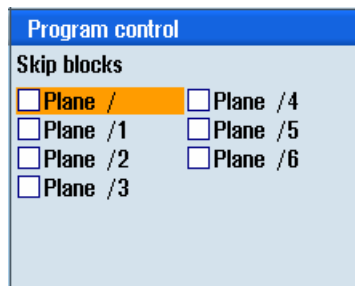 Program control
Skip blocks
Plane / Plane /4
Plane /1 Plane /5
Plane /2 Plane /6
Plane /3